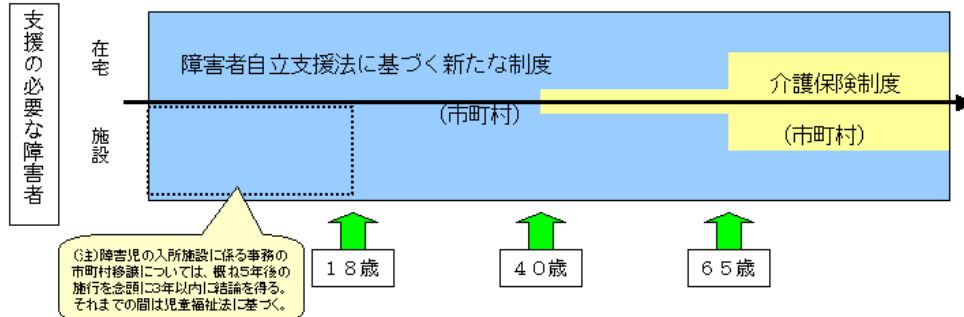 支援の必要な障害者
在宅
施設
障害者自立支援法に基づく新たな制度
(市町村)
介護保険制度
(市町村)
(注)障害児の入所施設に係る事務の
市町村移譲については、概ね5年後の
施行を念頭に3年以内に結論を得る。
それまでの間は児童福祉法に基づく。
18歳
40歳
65歳